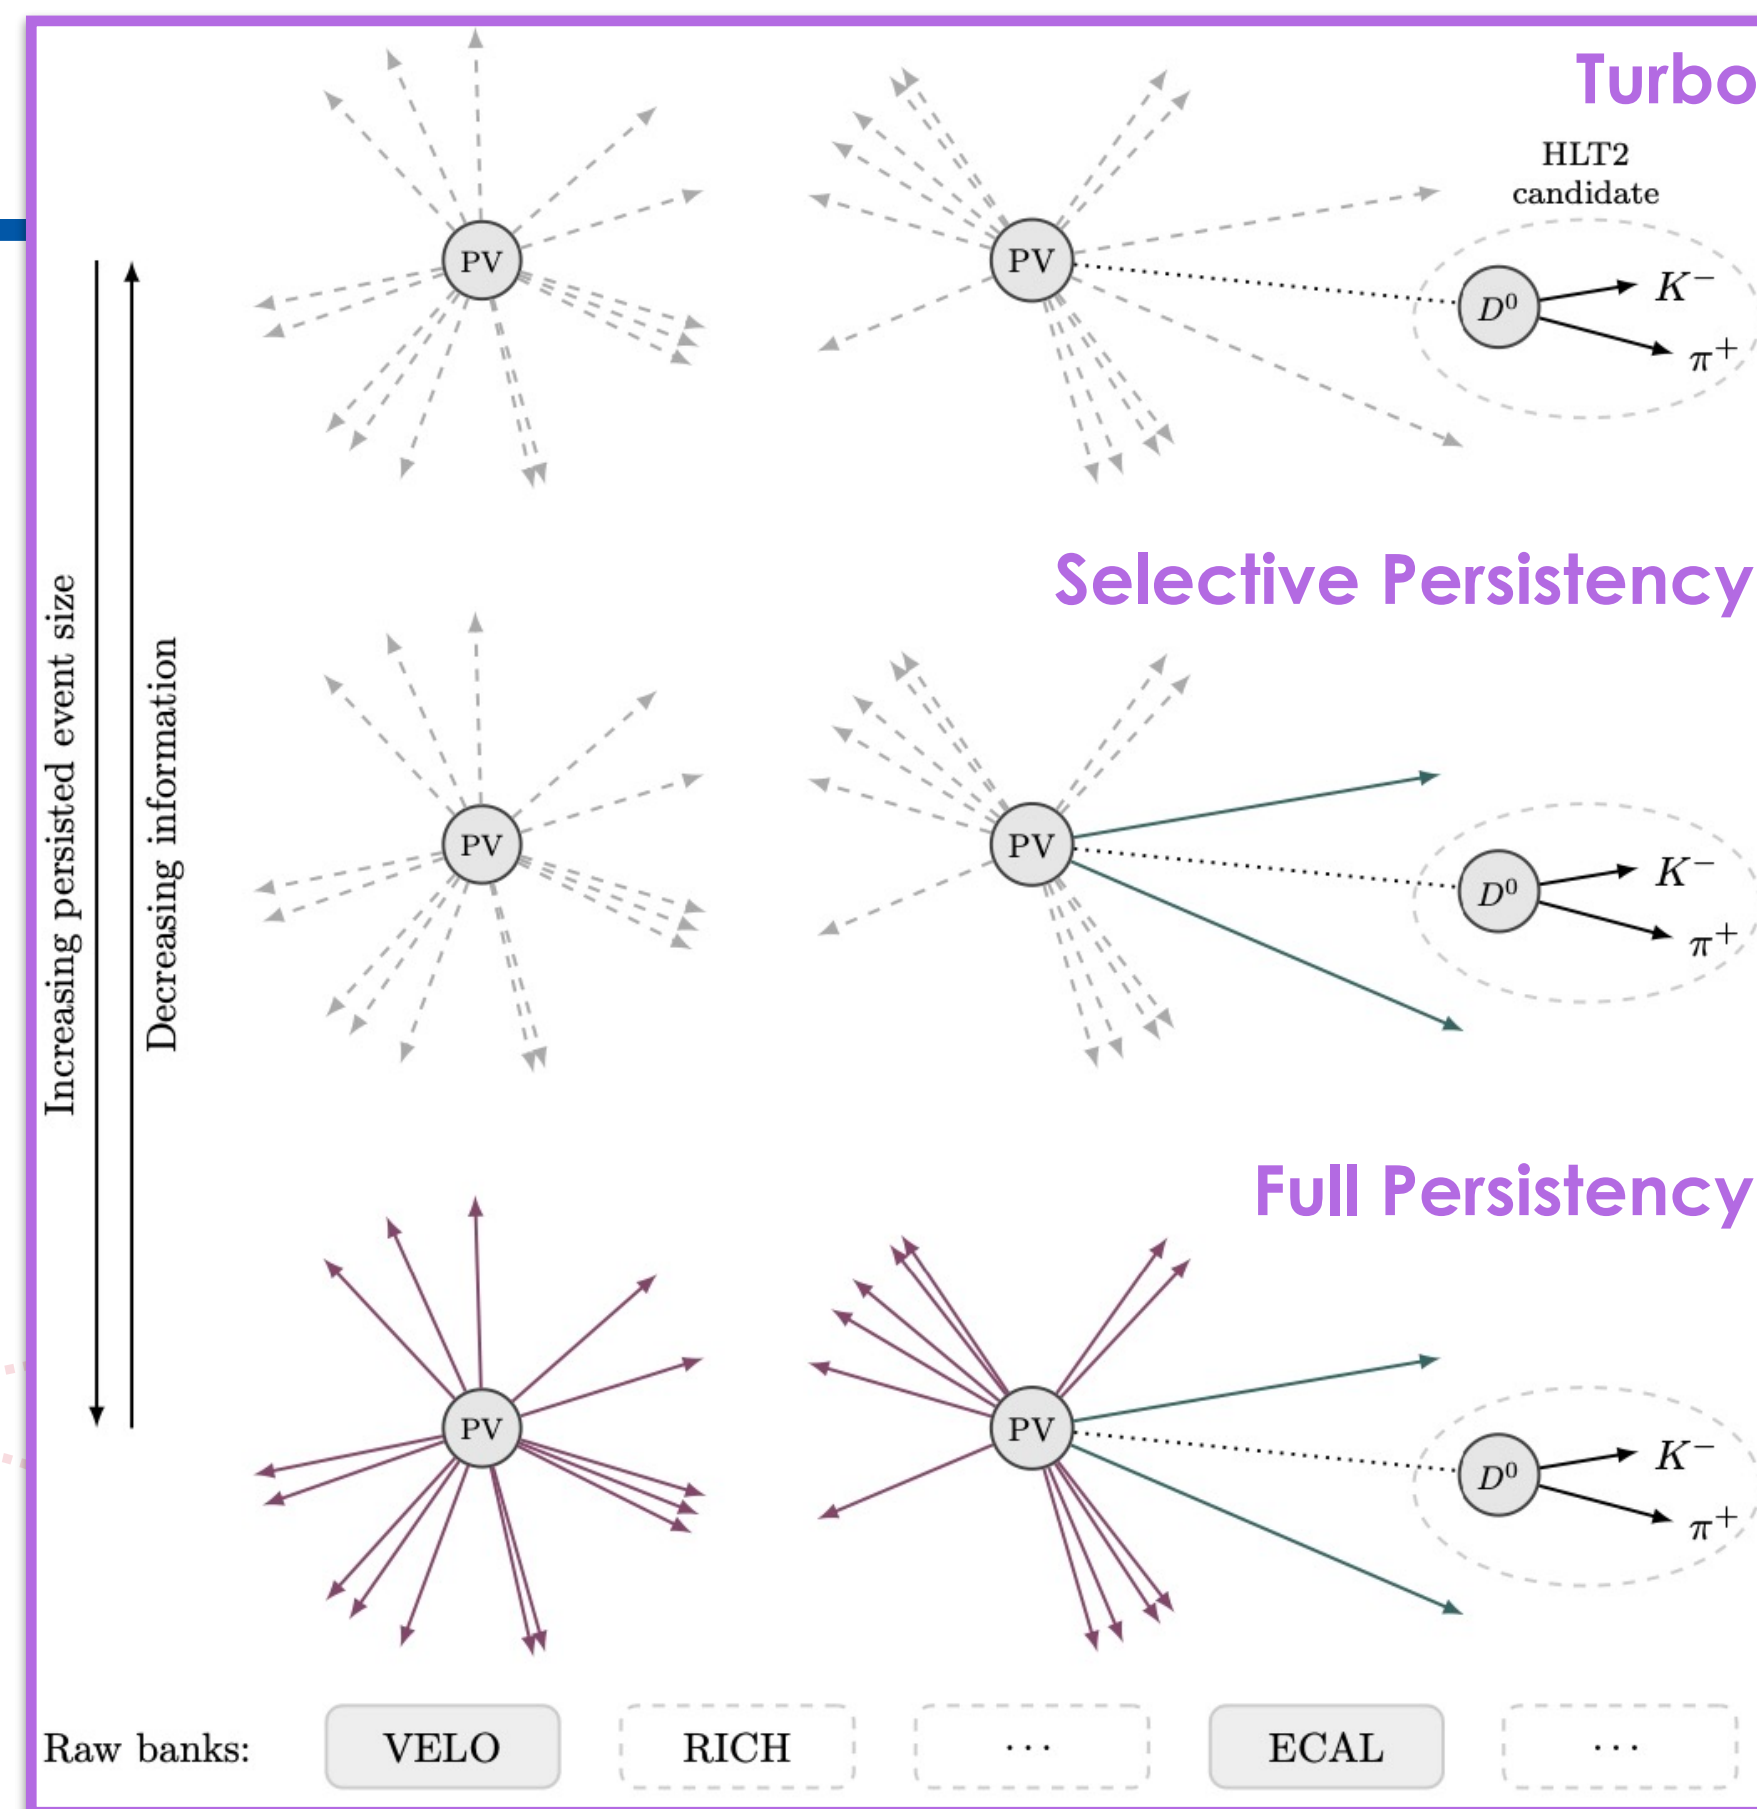 Turbo
HLT2
candidate
PV
PV
D⁰
K⁻
π⁺
Increasing persisted event size
Decreasing information
Selective Persistency
PV
PV
D⁰
K⁻
π⁺
Full Persistency
PV
PV
D⁰
K⁻
π⁺
Raw banks: VELO RICH ··· ECAL ···